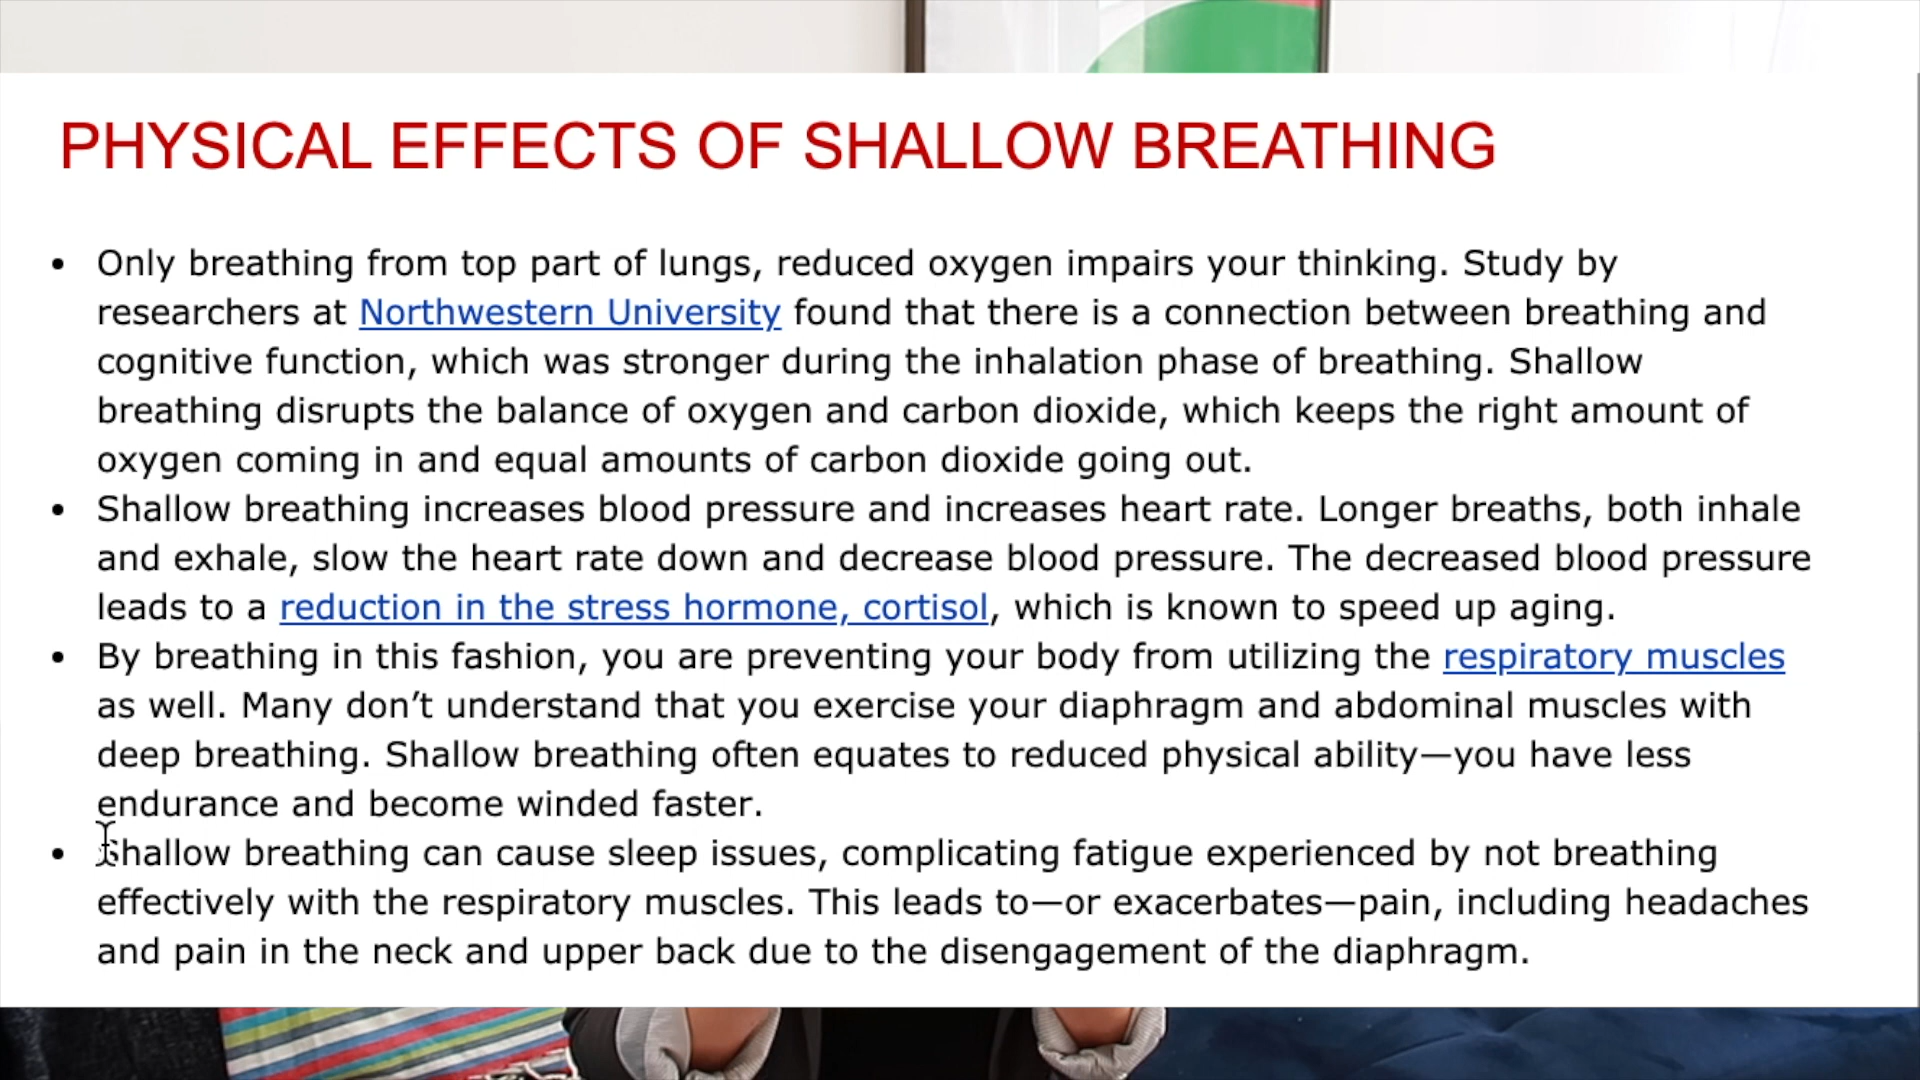 PHYSICAL EFFECTS OF SHALLOW BREATHING
• Only breathing from top part of lungs, reduced oxygen impairs your thinking. Study by
researchers at Northwestern University found that there is a connection between breathing and
cognitive function, which was stronger during the inhalation phase of breathing. Shallow
breathing disrupts the balance of oxygen and carbon dioxide, which keeps the right amount of
oxygen coming in and equal amounts of carbon dioxide going out.
• Shallow breathing increases blood pressure and increases heart rate. Longer breaths, both inhale
and exhale, slow the heart rate down and decrease blood pressure. The decreased blood pressure
leads to a reduction in the stress hormone, cortisol, which is known to speed up aging.
• By breathing in this fashion, you are preventing your body from utilizing the respiratory muscles
as well. Many don’t understand that you exercise your diaphragm and abdominal muscles with
deep breathing. Shallow breathing often equates to reduced physical ability—you have less
endurance and become winded faster.
• Shallow breathing can cause sleep issues, complicating fatigue experienced by not breathing
effectively with the respiratory muscles. This leads to—or exacerbates—pain, including headaches
and pain in the neck and upper back due to the disengagement of the diaphragm.